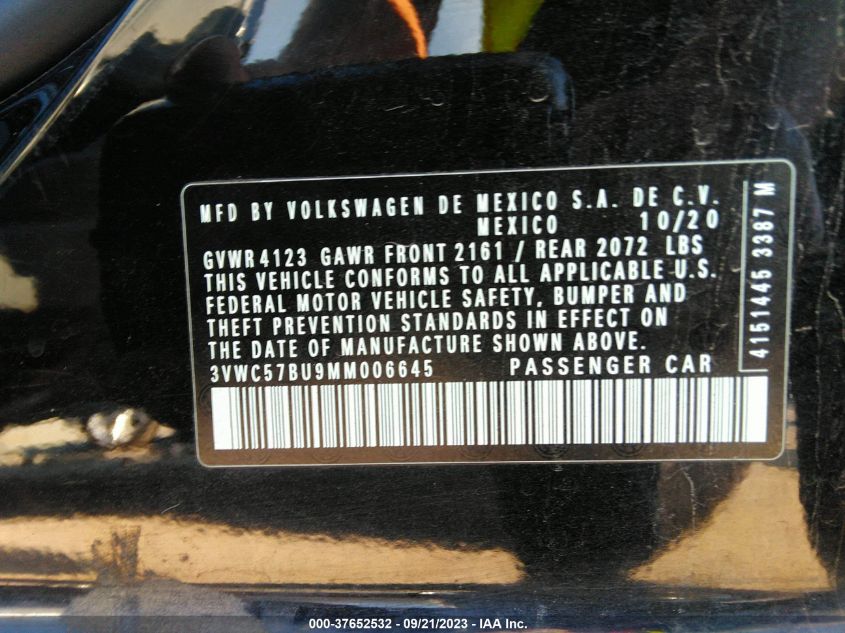 MFD BY VOLKSWAGEN DE MEXICO S.A. DE C.V.
MEXICO 10/20
GVWR 4123 GAWR FRONT 2161 / REAR 2072 LBS
THIS VEHICLE CONFORMS TO ALL APPLICABLE U.S.
FEDERAL MOTOR VEHICLE SAFETY, BUMPER AND
THEFT PREVENTION STANDARDS IN EFFECT ON
THE DATE OF MANUFACTURE SHOWN ABOVE.
3VWC57BU9MM006645 PASSENGER CAR
4151445 3387 M
000-37652532 - 09/21/2023 - IAA Inc.